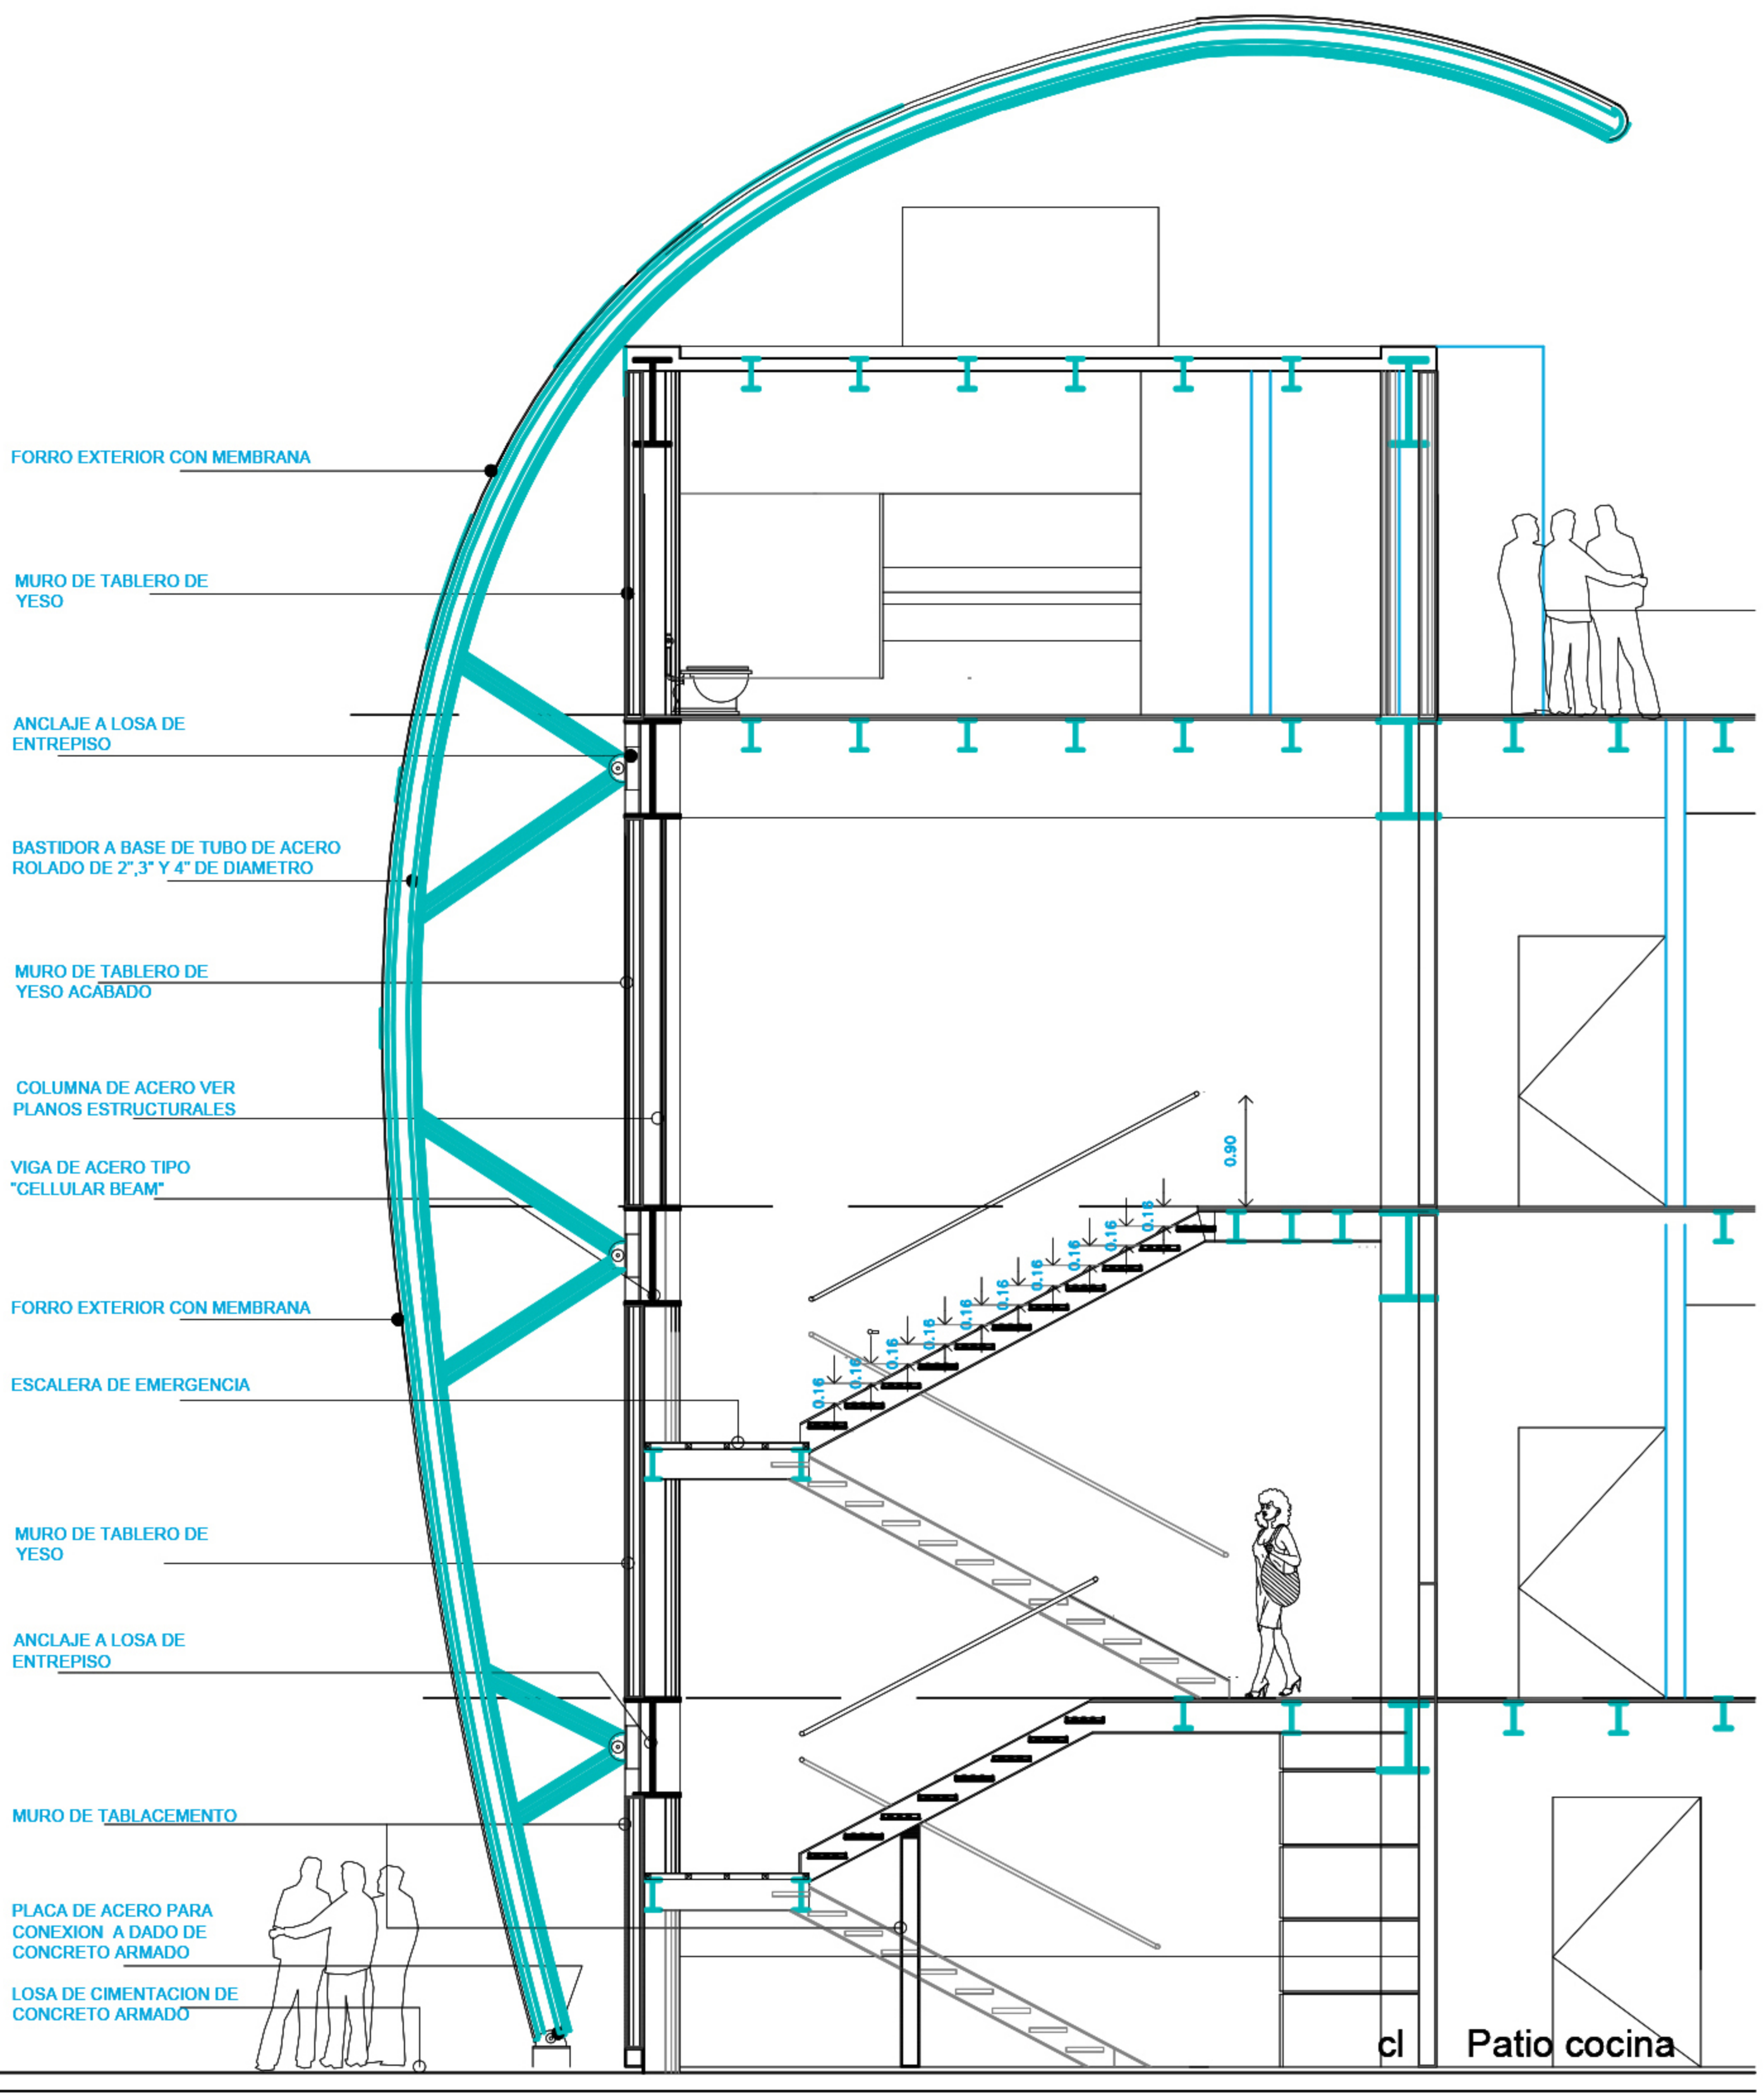 FORRO EXTERIOR CON MEMBRANA
MURO DE TABLERO DE
YESO
ANCLAJE A LOSA DE
ENTREPISO
BASTIDOR A BASE DE TUBO DE ACERO
ROLADO DE 2",3" Y 4" DE DIAMETRO
MURO DE TABLERO DE
YESO ACABADO
COLUMNA DE ACERO VER
PLANOS ESTRUCTURALES
VIGA DE ACERO TIPO
"CELLULAR BEAM"
FORRO EXTERIOR CON MEMBRANA
ESCALERA DE EMERGENCIA
MURO DE TABLERO DE
YESO
ANCLAJE A LOSA DE
ENTREPISO
MURO DE TABLACEMENTO
PLACA DE ACERO PARA
CONEXION A DADO DE
CONCRETO ARMADO
LOSA DE CIMENTACION DE
CONCRETO ARMADO
0.16
0.16
0.16
0.16
0.16
0.16
0.16
0.16
0.16
0.16
0.90
cl Patio cocina